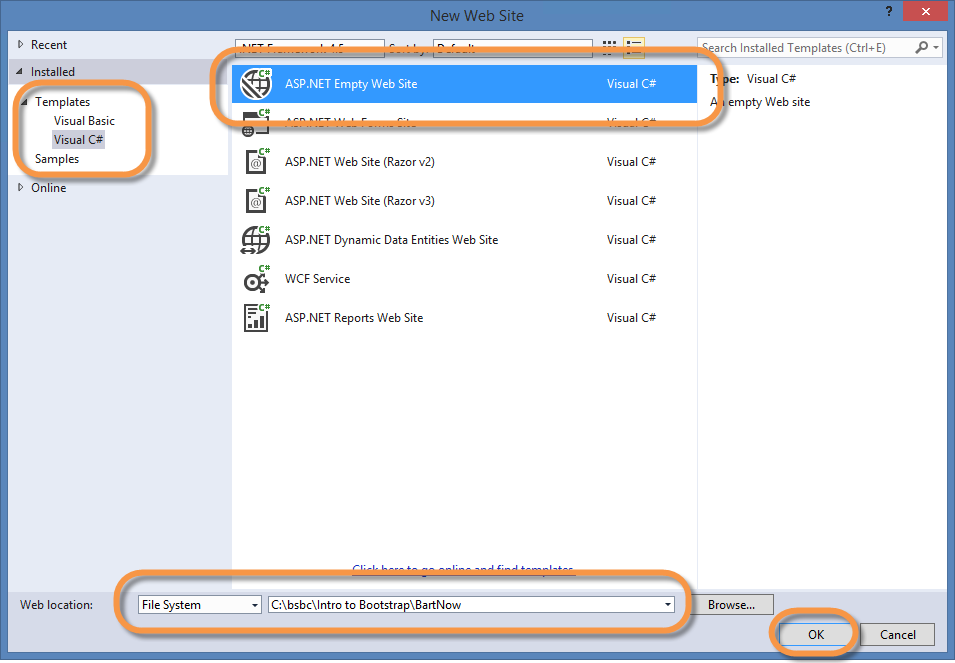 New Web Site
?
Recent
.NET Framework 4.5
Sort by:
Default
Search Installed Templates (Ctrl+E)
Installed
Templates
Visual Basic
Visual C#
Samples
Online
C# ASP.NET Empty Web Site Visual C#
C# ASP.NET Web Forms Site Visual C#
C# ASP.NET Web Site (Razor v2) Visual C#
C# ASP.NET Web Site (Razor v3) Visual C#
C# ASP.NET Dynamic Data Entities Web Site Visual C#
C# WCF Service Visual C#
C# ASP.NET Reports Web Site Visual C#
Type: Visual C#
An empty Web site
Click here to go online and find templates.
Web location:
File System
C:\bsbc\Intro to Bootstrap\BartNow
Browse...
OK
Cancel